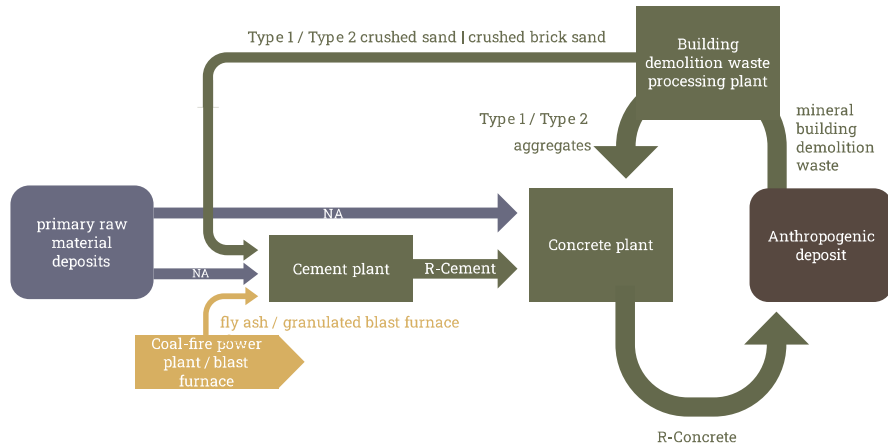 Type 1 / Type 2 crushed sand | crushed brick sand
Building
demolition waste
processing plant
Type 1 / Type 2
aggregates
mineral
building
demolition
waste
primary raw
material
deposits
NA
NA
Cement plant
R-Cement
Concrete plant
Anthropogenic
deposit
fly ash / granulated blast furnace
Coal-fire power
plant / blast
furnace
R-Concrete